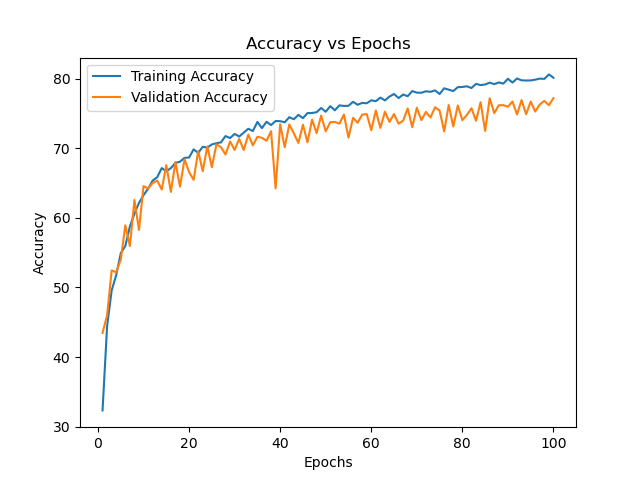 Accuracy vs Epochs
Training Accuracy
Validation Accuracy
80
70
60
50
40
30
Accuracy
0 20 40 60 80 100
Epochs